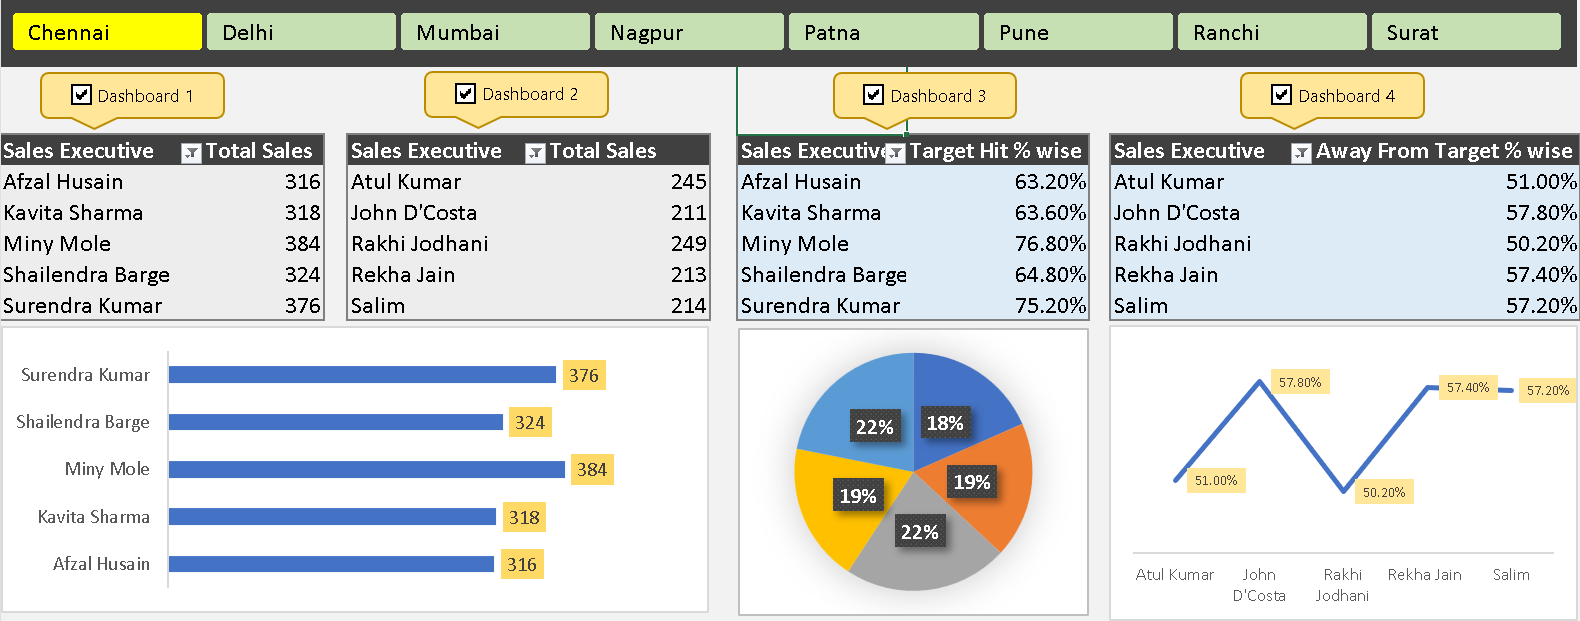 Chennai Delhi Mumbai Nagpur Patna Pune Ranchi Surat
Dashboard 1 Dashboard 2 Dashboard 3 Dashboard 4
Sales Executive Total Sales
Afzal Husain 316
Kavita Sharma 318
Miny Mole 384
Shailendra Barge 324
Surendra Kumar 376
Sales Executive Total Sales
Atul Kumar 245
John D'Costa 211
Rakhi Jodhani 249
Rekha Jain 213
Salim 214
Sales Executive Target Hit % wise
Afzal Husain 63.20%
Kavita Sharma 63.60%
Miny Mole 76.80%
Shailendra Barge 64.80%
Surendra Kumar 75.20%
Sales Executive Away From Target % wise
Atul Kumar 51.00%
John D'Costa 57.80%
Rakhi Jodhani 50.20%
Rekha Jain 57.40%
Salim 57.20%
Surendra Kumar 376
Shailendra Barge 324
Miny Mole 384
Kavita Sharma 318
Afzal Husain 316
22% 18%
19% 19%
22%
57.80% 57.40% 57.20%
51.00% 50.20%
Atul Kumar John Rakhi Rekha Jain Salim
D'Costa Jodhani